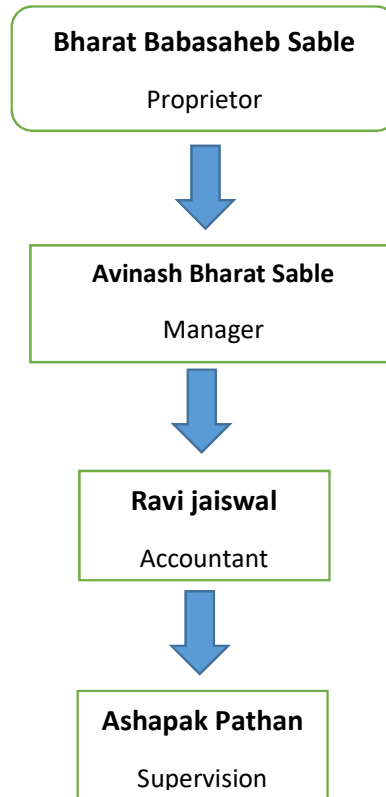 Bharat Babasaheb Sable
Proprietor
Avinash Bharat Sable
Manager
Ravi jaiswal
Accountant
Ashapak Pathan
Supervision